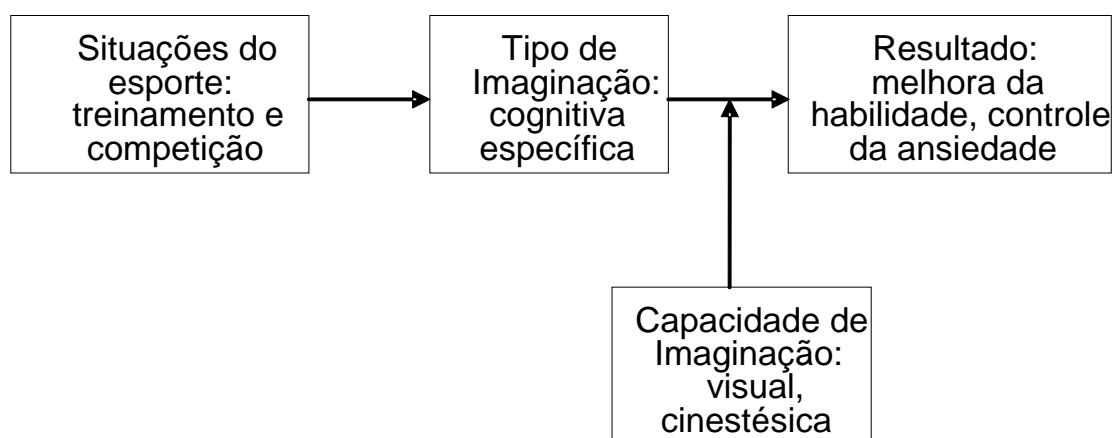 Situações do
esporte:
treinamento e
competição
Tipo de
Imaginação:
cognitiva
específica
Resultado:
melhora da
habilidade, controle
da ansiedade
Capacidade de
Imaginação:
visual,
cinestésica